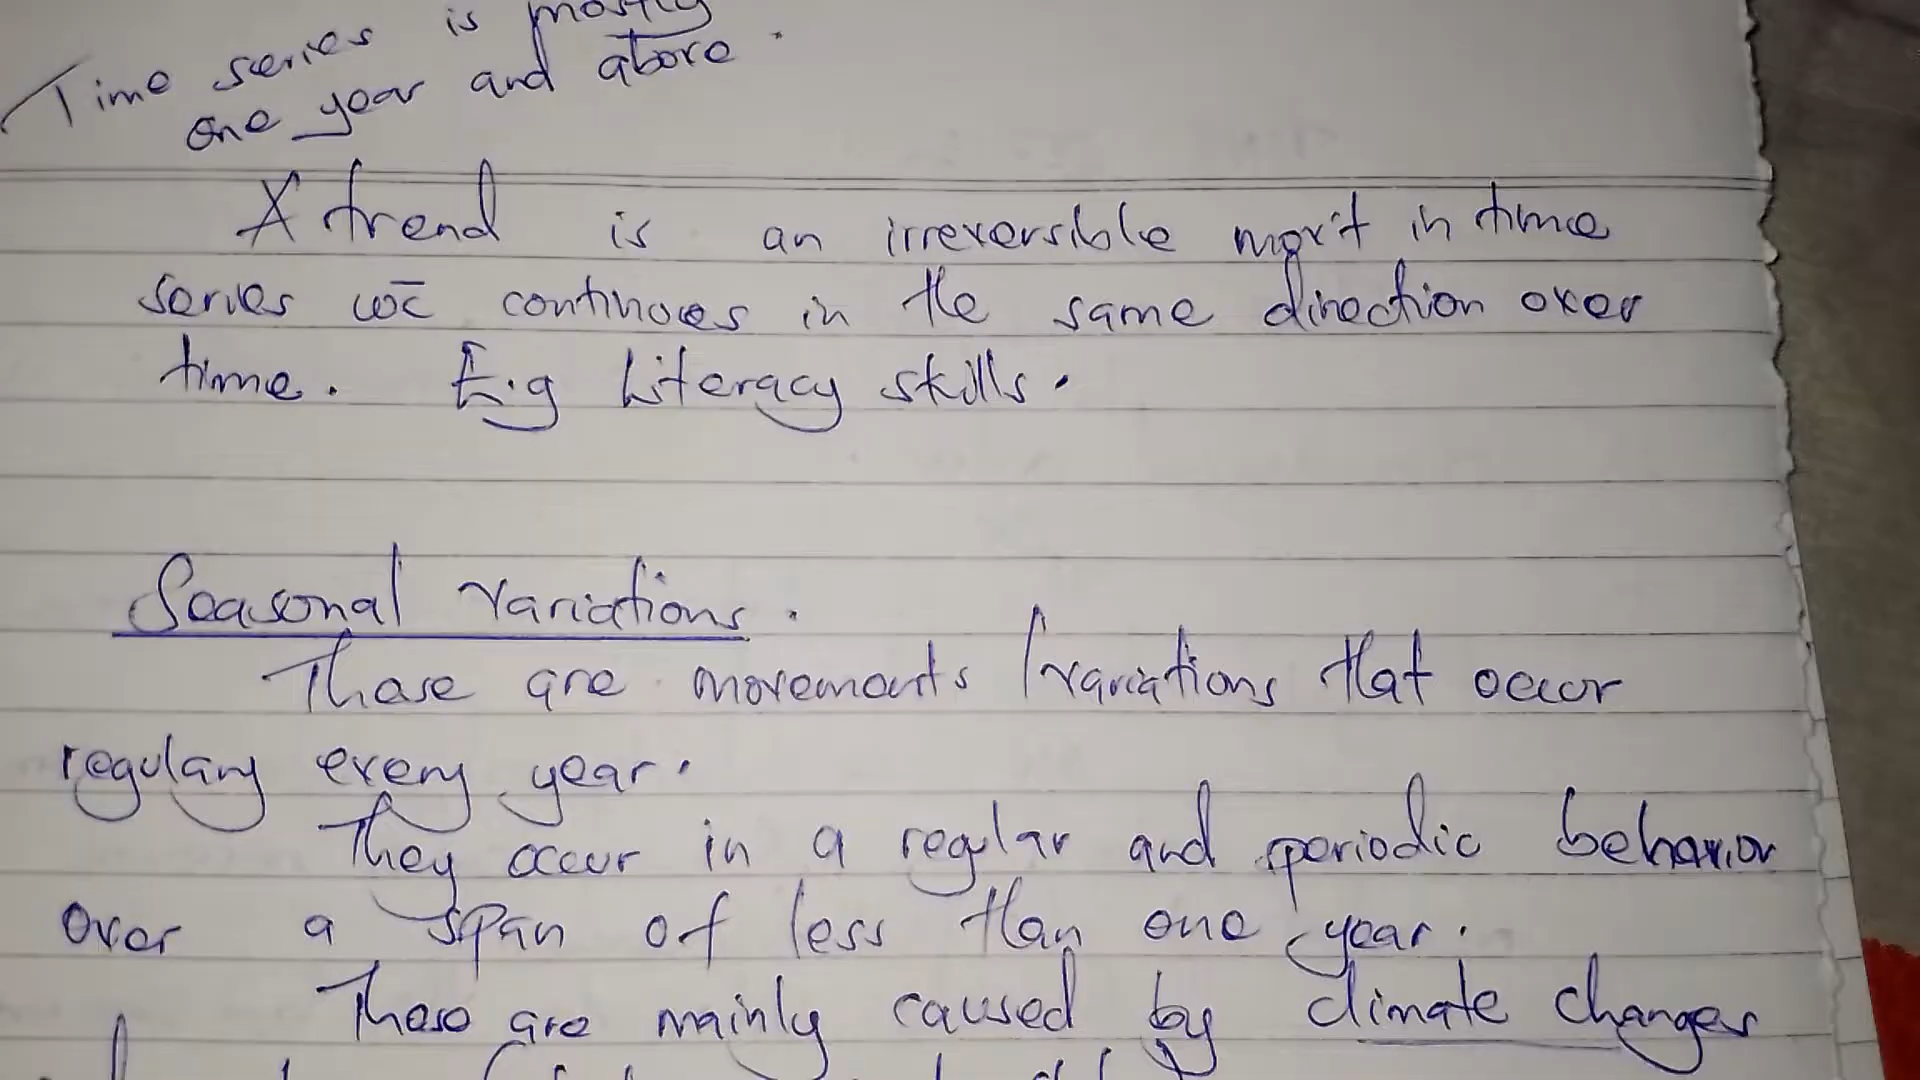 Time series is mostly
one year and above.
A trend is an irreversible mov't in time
series wc̄ continues in the same direction over
time. E.g Literacy skills.
Seasonal variations.
These are movements/variations that occur
regulary every year.
They occur in a regular and periodic behavior
over a span of less than one year.
These are mainly caused by climate changes